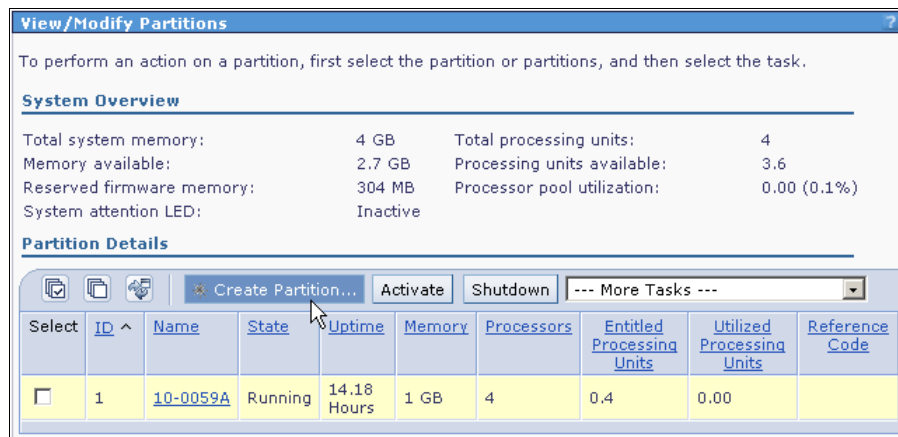 View/Modify Partitions ?
To perform an action on a partition, first select the partition or partitions, and then select the task.
System Overview
Total system memory: 4 GB Total processing units: 4
Memory available: 2.7 GB Processing units available: 3.6
Reserved firmware memory: 304 MB Processor pool utilization: 0.00 (0.1%)
System attention LED: Inactive
Partition Details
Create Partition... Activate Shutdown --- More Tasks ---
Select ID ^ Name State Uptime Memory Processors Entitled Processing Units Utilized Processing Units Reference Code
1 10-0059A Running 14.18 Hours 1 GB 4 0.4 0.00